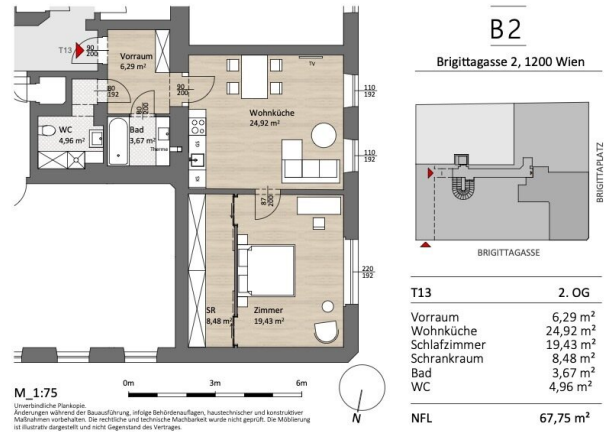 T13
90
200
Vorraum
6,29 m²
80
192
80
200
90
200
TV
Wohnküche
24,92 m²
110
192
WC
4,96 m²
Bad
3,67 m²
Therme
GS
KS
110
192
87
200
220
192
SR
8,48 m²
Zimmer
19,43 m²
M_1:75
0m 3m 6m
N
Unverbindliche Plankopie.
Änderungen während der Bauausführung, infolge Behördenauflagen, haustechnischer und konstruktiver
Maßnahmen vorbehalten. Die rechtliche und technische Machbarkeit wurde nicht geprüft. Die Möblierung
ist illustrativ dargestellt und nicht Gegenstand des Vertrages.
B2
Brigittagasse 2, 1200 Wien
BRIGITTAPLATZ
BRIGITTAGASSE
T13 2. OG
Vorraum 6,29 m²
Wohnküche 24,92 m²
Schlafzimmer 19,43 m²
Schrankraum 8,48 m²
Bad 3,67 m²
WC 4,96 m²
NFL 67,75 m²